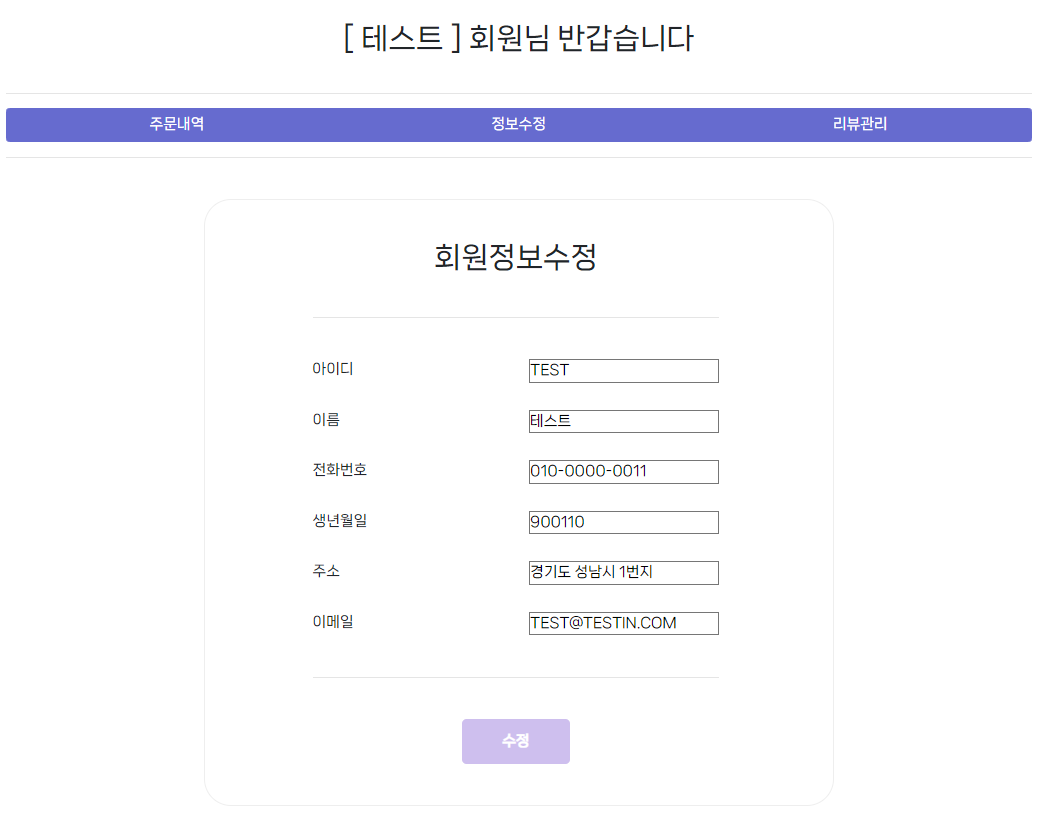 [ 테스트 ] 회원님 반갑습니다
주문내역 정보수정 리뷰관리
회원정보수정
아이디 TEST
이름 테스트
전화번호 010-0000-0011
생년월일 900110
주소 경기도 성남시 1번지
이메일 TEST@TESTIN.COM
수정